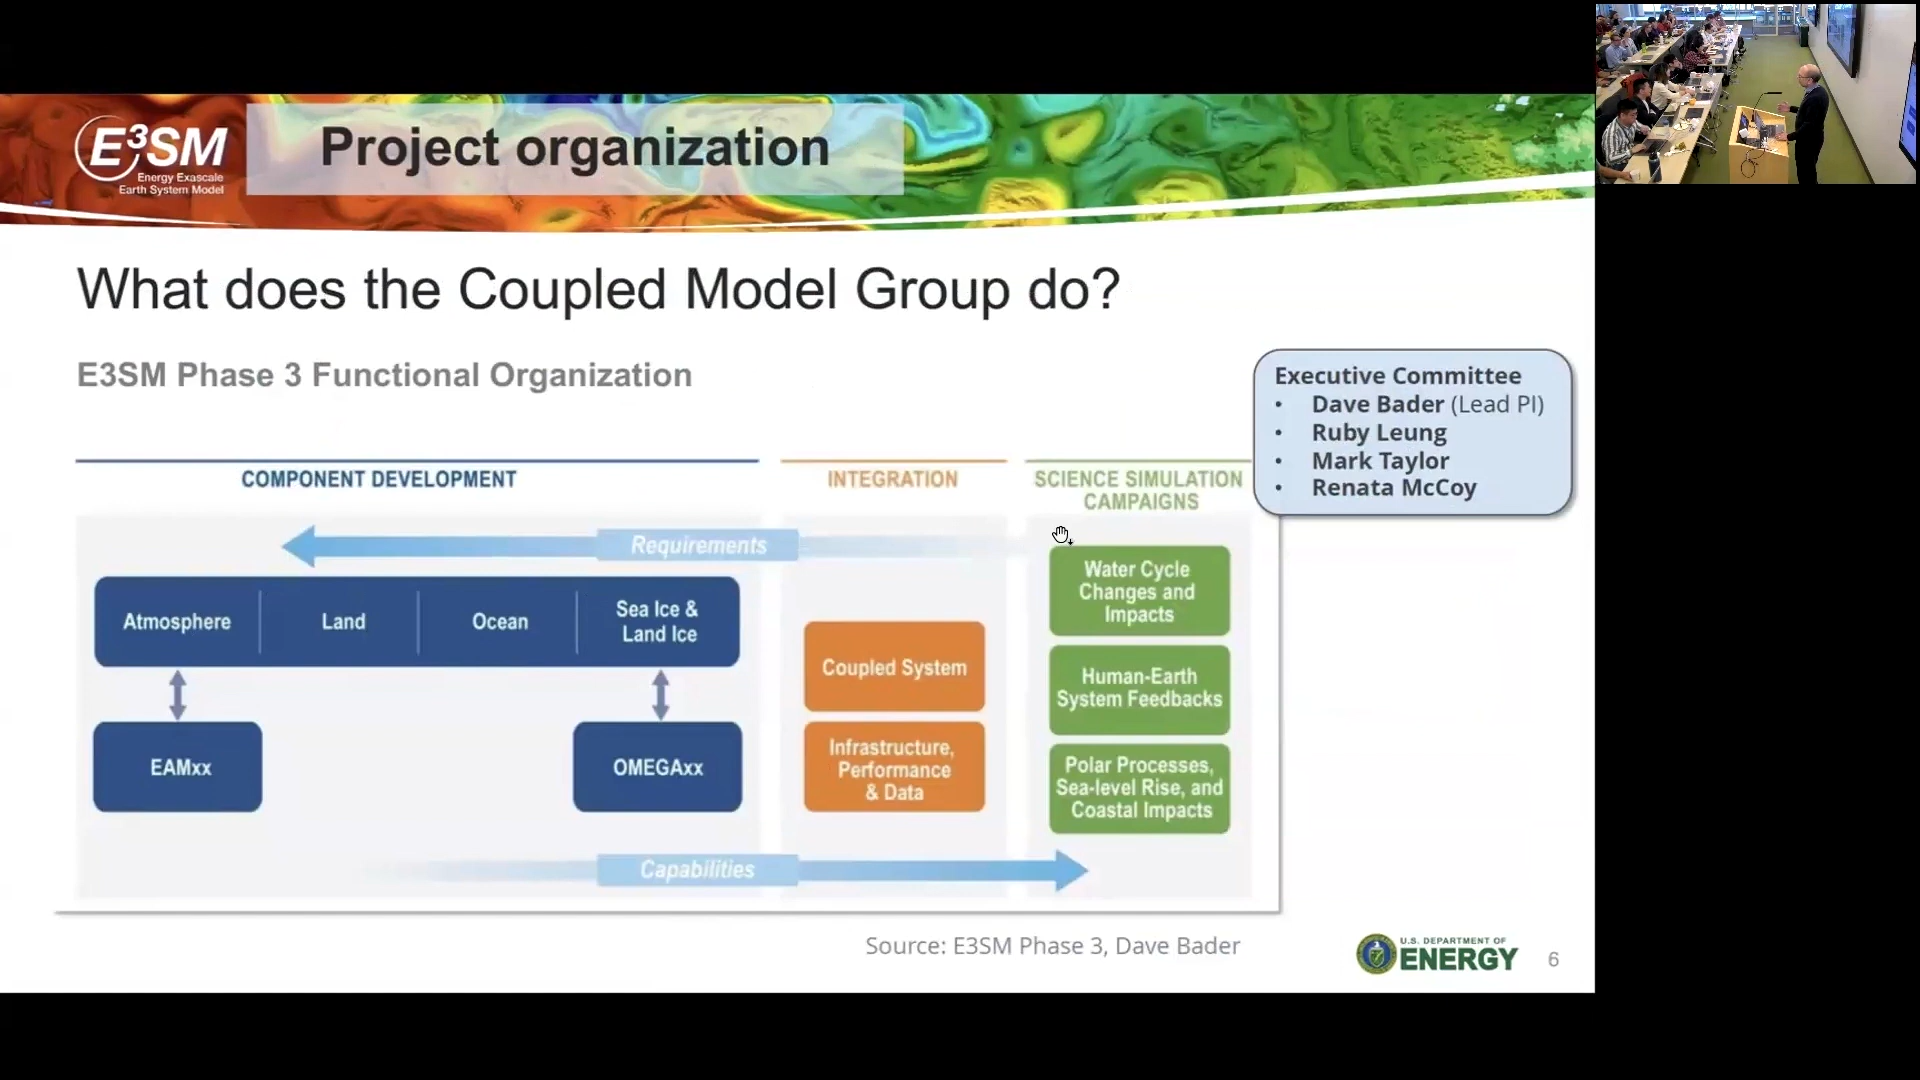 E³SM
Energy Exascale
Earth System Model
Project organization
What does the Coupled Model Group do?
E3SM Phase 3 Functional Organization
Executive Committee
• Dave Bader (Lead PI)
• Ruby Leung
• Mark Taylor
• Renata McCoy
COMPONENT DEVELOPMENT
INTEGRATION
SCIENCE SIMULATION
CAMPAIGNS
Requirements
Atmosphere
Land
Ocean
Sea Ice &
Land Ice
EAMxx
OMEGAxx
Coupled System
Infrastructure,
Performance
& Data
Water Cycle
Changes and
Impacts
Human-Earth
System Feedbacks
Polar Processes,
Sea-level Rise, and
Coastal Impacts
Capabilities
Source: E3SM Phase 3, Dave Bader
U.S. DEPARTMENT OF
ENERGY
6